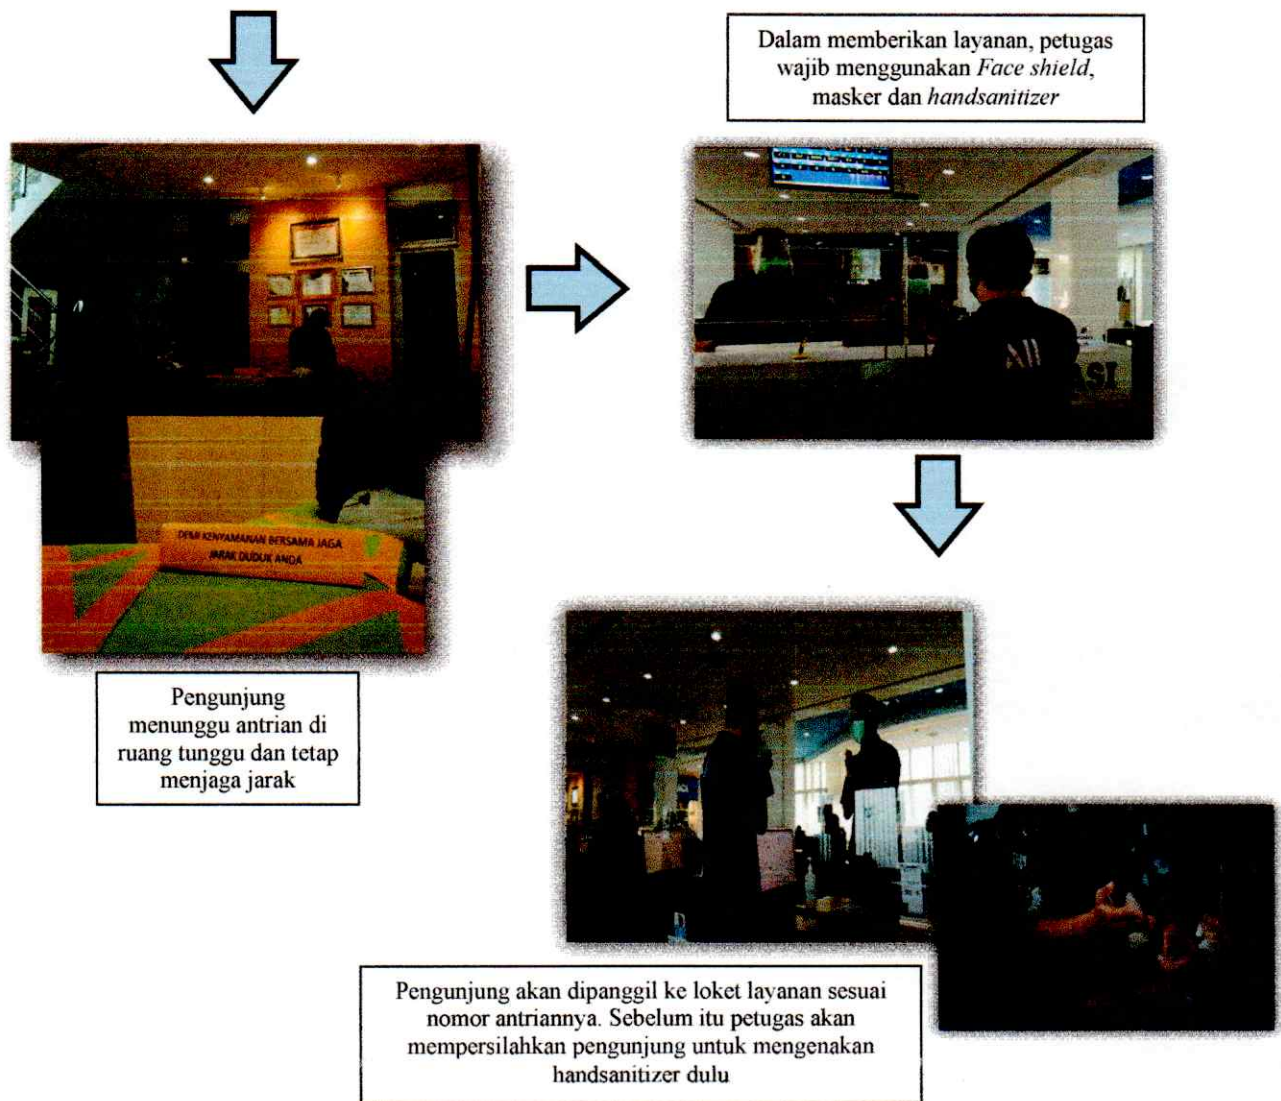 Dalam memberikan layanan, petugas
wajib menggunakan Face shield,
masker dan handsanitizer
DEMI KENYAMANAN BERSAMA JAGA
JARAK DUDUK ANDA
Pengunjung
menunggu antrian di
ruang tunggu dan tetap
menjaga jarak
Pengunjung akan dipanggil ke loket layanan sesuai
nomor antriannya. Sebelum itu petugas akan
mempersilahkan pengunjung untuk mengenakan
handsanitizer dulu